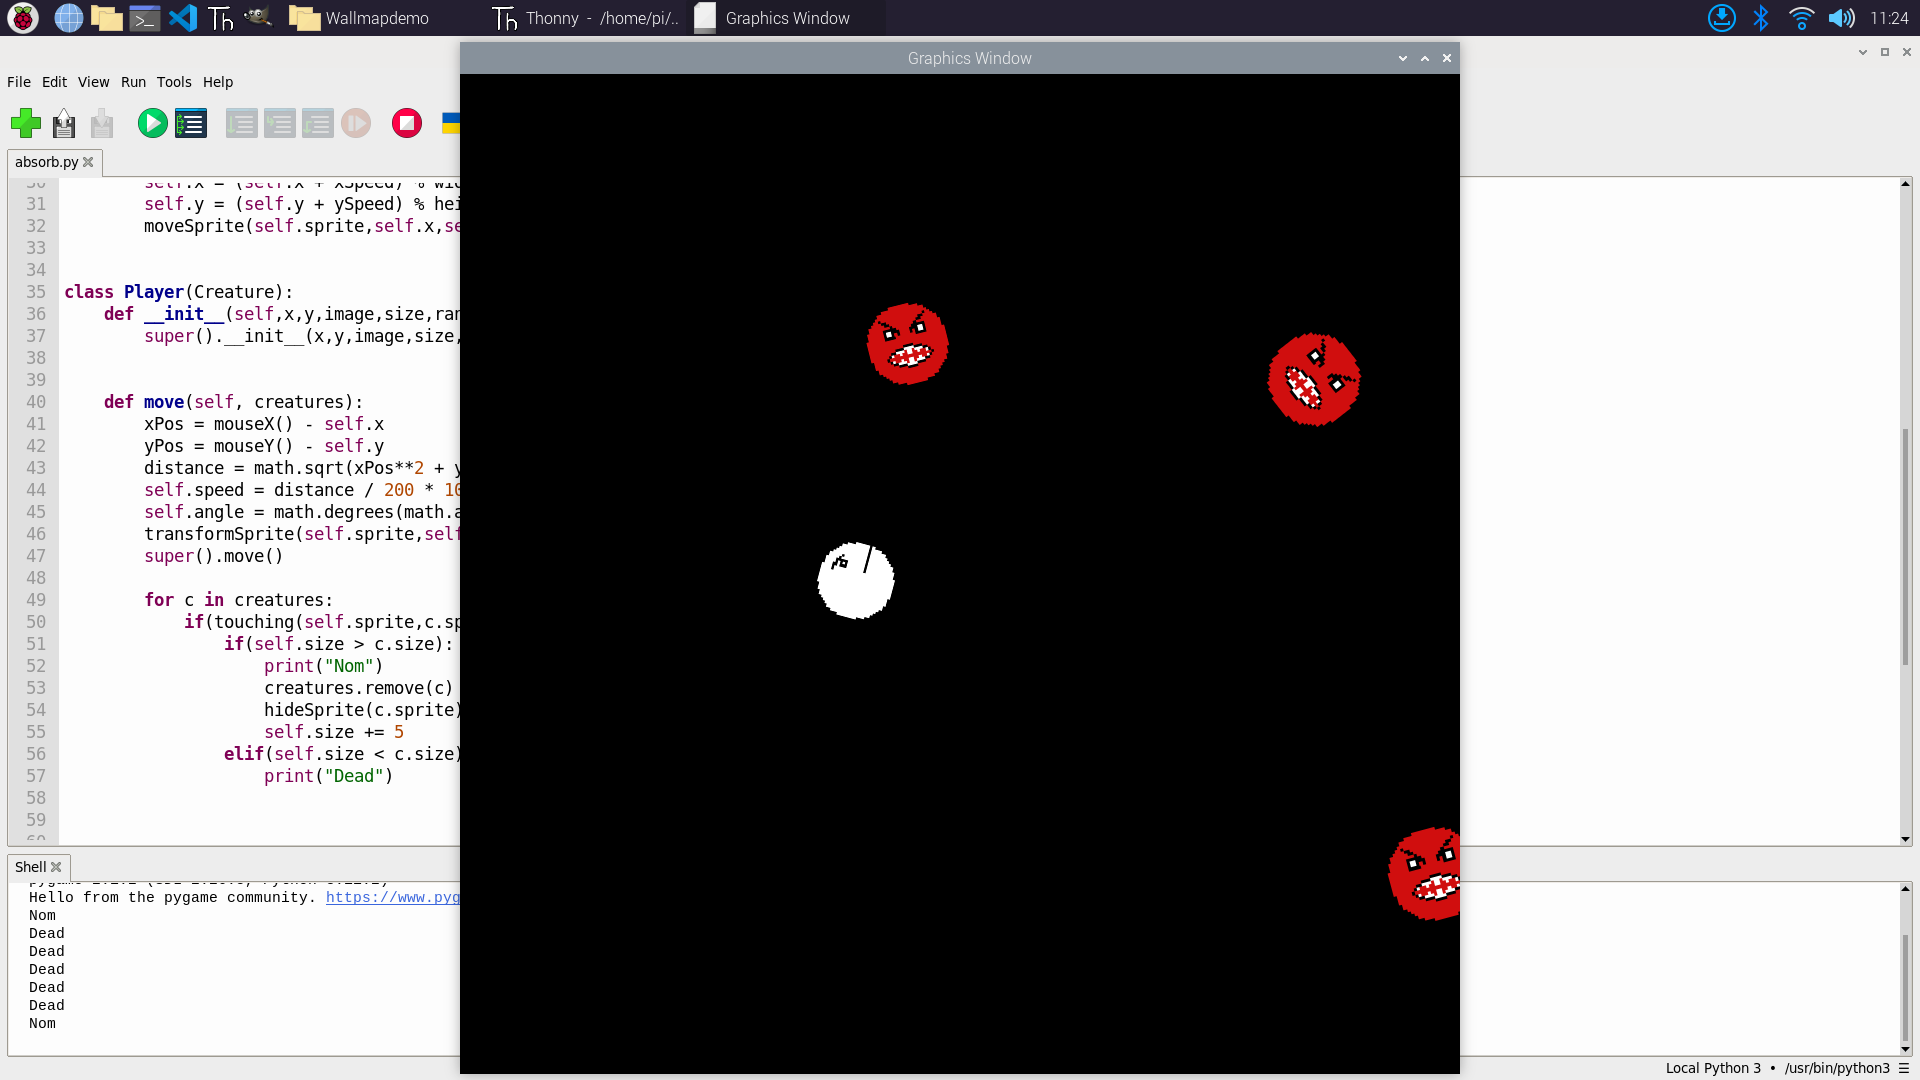 Wallmapdemo
Thonny - /home/pi/..
Graphics Window
11:24
Graphics Window
File Edit View Run Tools Help
absorb.py
31 self.y = (self.y + ySpeed) % hei
32 moveSprite(self.sprite,self.x,se
33
34
35 class Player(Creature):
36 def __init__(self,x,y,image,size,ran
37 super().__init__(x,y,image,size,
38
39
40 def move(self, creatures):
41 xPos = mouseX() - self.x
42 yPos = mouseY() - self.y
43 distance = math.sqrt(xPos**2 + y
44 self.speed = distance / 200 * 10
45 self.angle = math.degrees(math.a
46 transformSprite(self.sprite,self
47 super().move()
48
49 for c in creatures:
50 if(touching(self.sprite,c.sp
51 if(self.size > c.size):
52 print("Nom")
53 creatures.remove(c)
54 hideSprite(c.sprite)
55 self.size += 5
56 elif(self.size < c.size)
57 print("Dead")
58
59
Shell
Hello from the pygame community. https://www.pyg
Nom
Dead
Dead
Dead
Dead
Dead
Nom
Local Python 3 • /usr/bin/python3